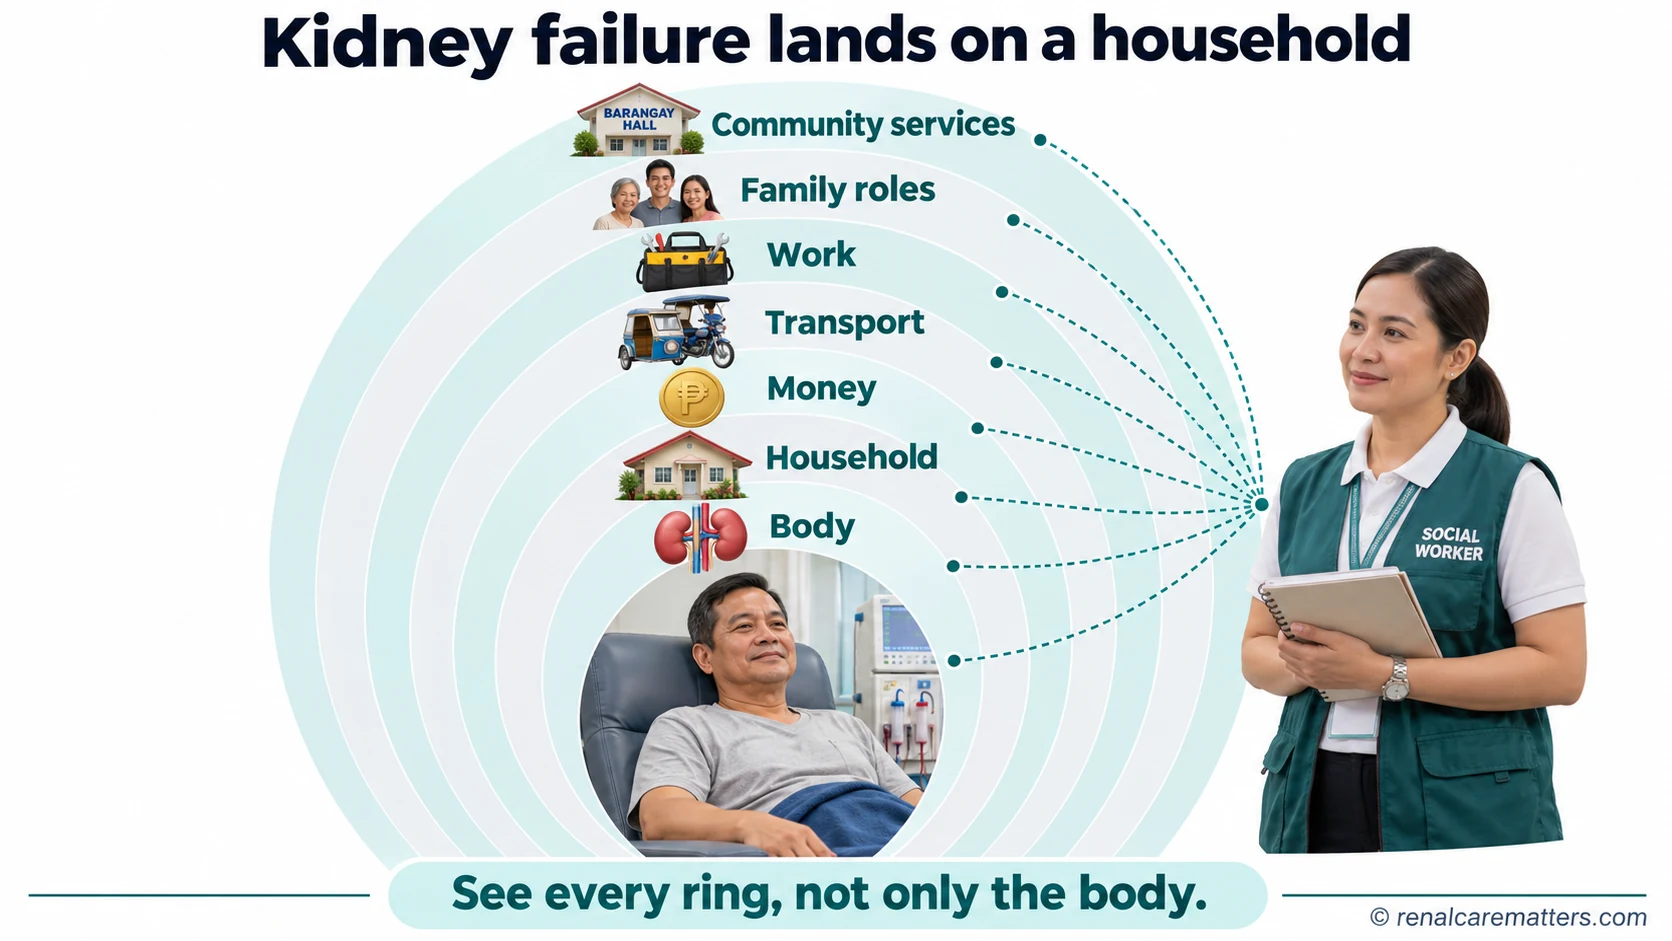 Kidney failure lands on a household
BARANGAY
HALL
Community services
Family roles
Work
Transport
₱
Money
Household
Body
SOCIAL
WORKER
See every ring, not only the body.
© renalcarematters.com